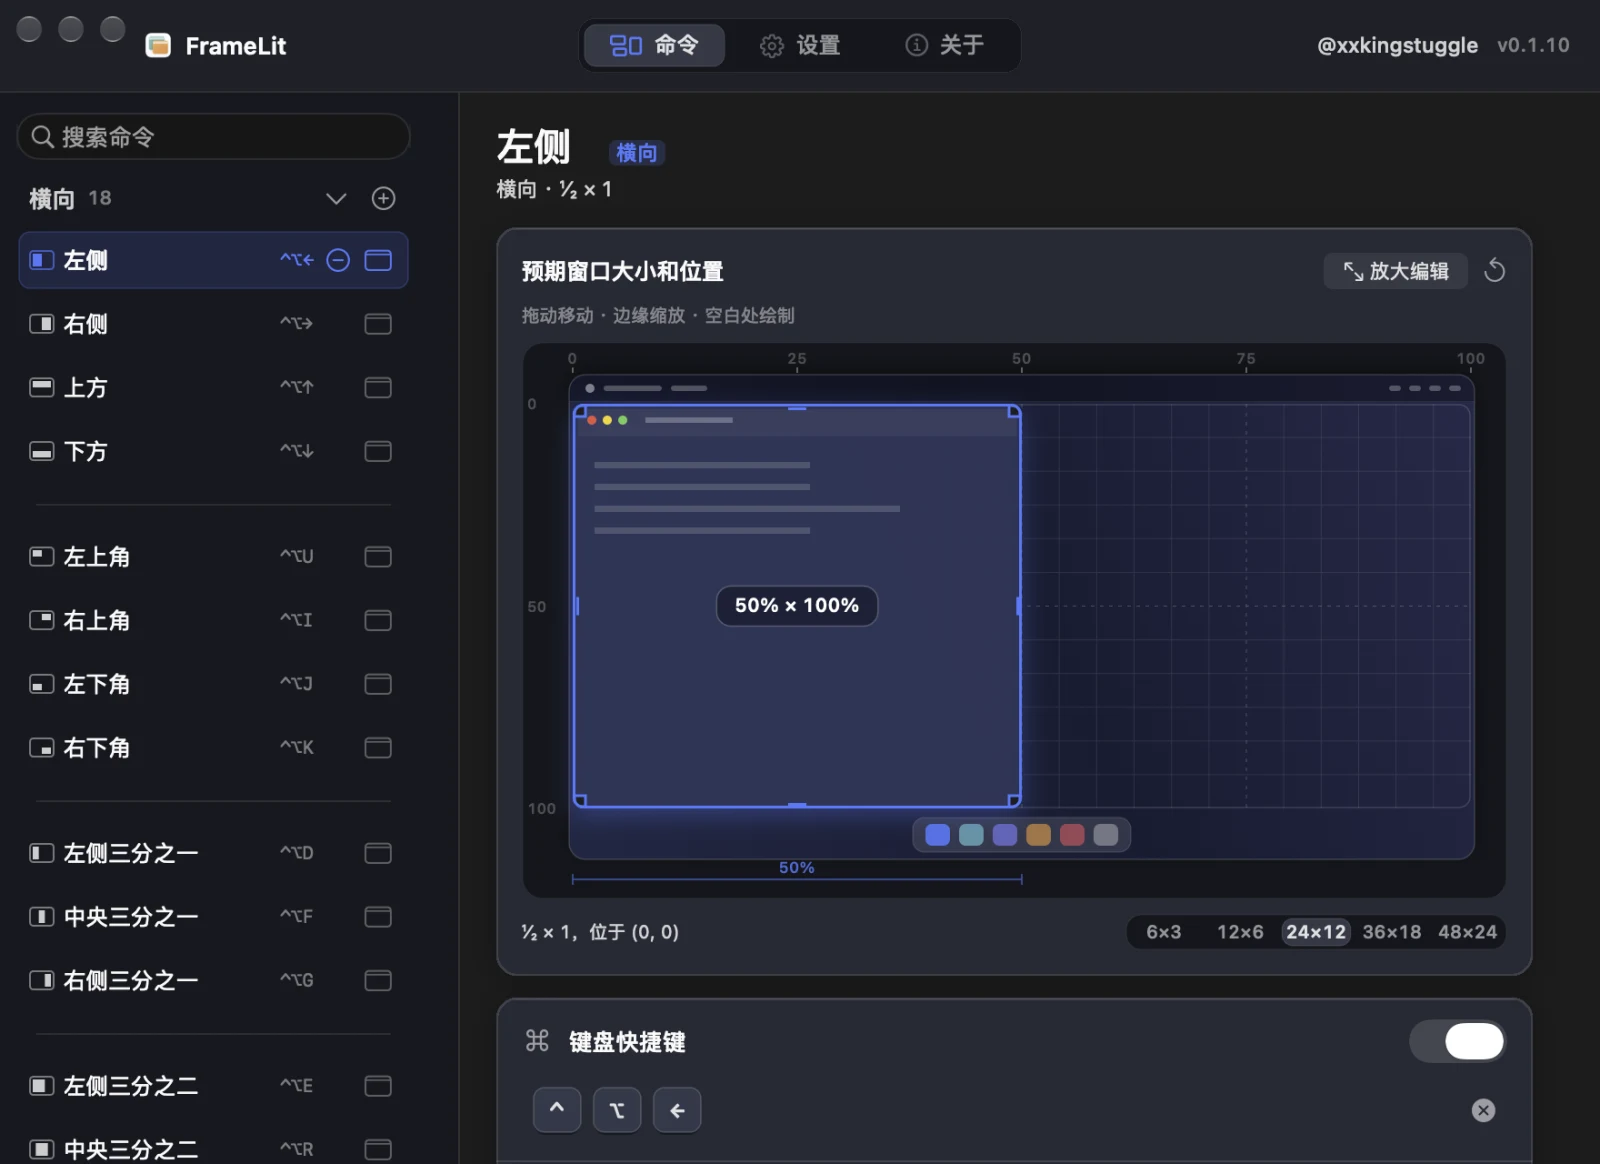 FrameLit
命令
设置
关于
@xxkingstuggle v0.1.10
搜索命令
横向 18
左侧 ^⌥←
右侧 ^⌥→
上方 ^⌥↑
下方 ^⌥↓
左上角 ^⌥U
右上角 ^⌥I
左下角 ^⌥J
右下角 ^⌥K
左侧三分之一 ^⌥D
中央三分之一 ^⌥F
右侧三分之一 ^⌥G
左侧三分之二 ^⌥E
中央三分之二 ^⌥R
左侧 横向
横向 · ½ × 1
预期窗口大小和位置
放大编辑
拖动移动 · 边缘缩放 · 空白处绘制
0 25 50 75 100
0
50
100
50% × 100%
50%
½ × 1，位于 (0, 0)
6×3 12×6 24×12 36×18 48×24
⌘ 键盘快捷键
^ ⌥ ←